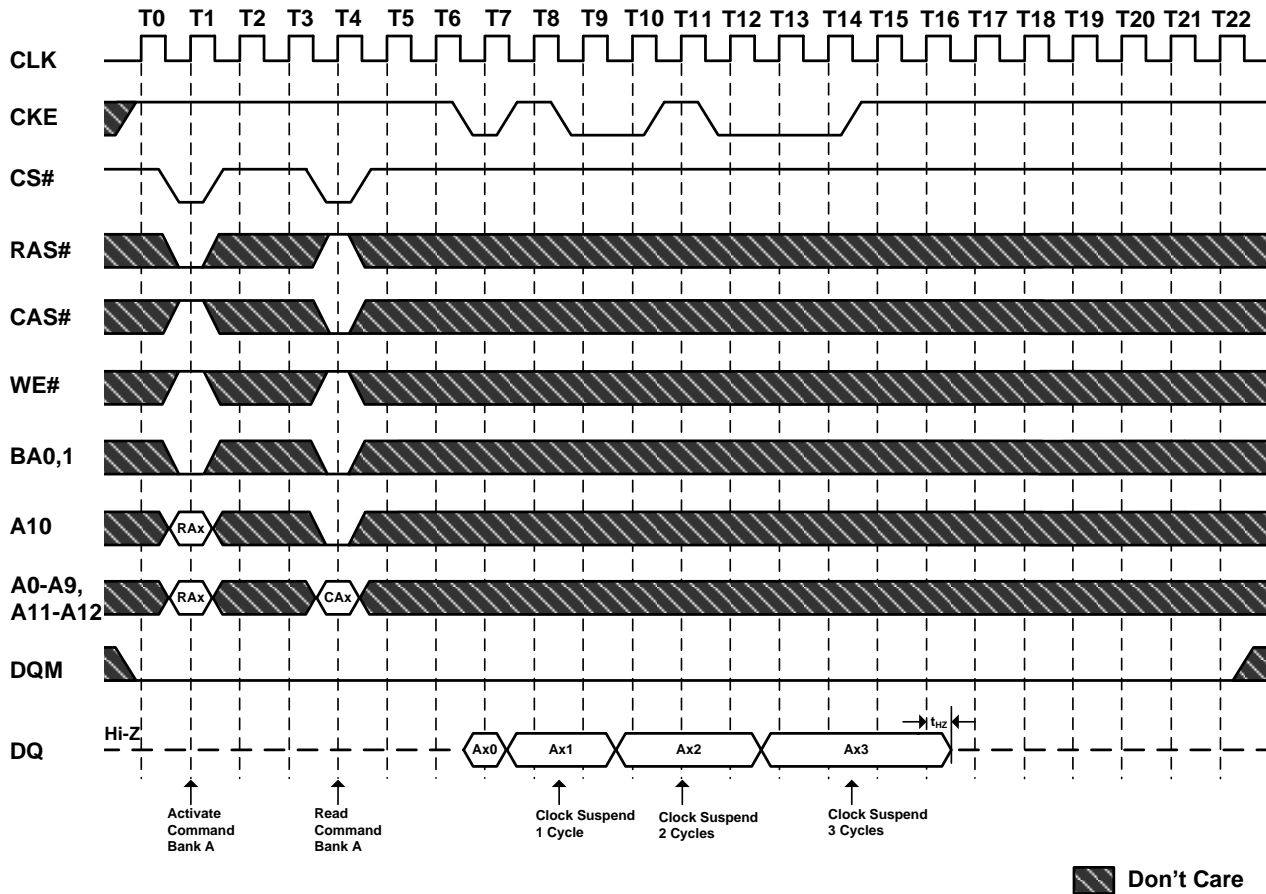 T0 T1 T2 T3 T4 T5 T6 T7 T8 T9 T10 T11 T12 T13 T14 T15 T16 T17 T18 T19 T20 T21 T22
CLK
CKE
CS#
RAS#
CAS#
WE#
BA0,1
A10 RAx
A0-A9,
A11-A12 RAx CAx
DQM
Hi-Z tHZ
DQ Ax0 Ax1 Ax2 Ax3
Activate
Command
Bank A
Read
Command
Bank A
Clock Suspend
1 Cycle
Clock Suspend
2 Cycles
Clock Suspend
3 Cycles
Don't Care